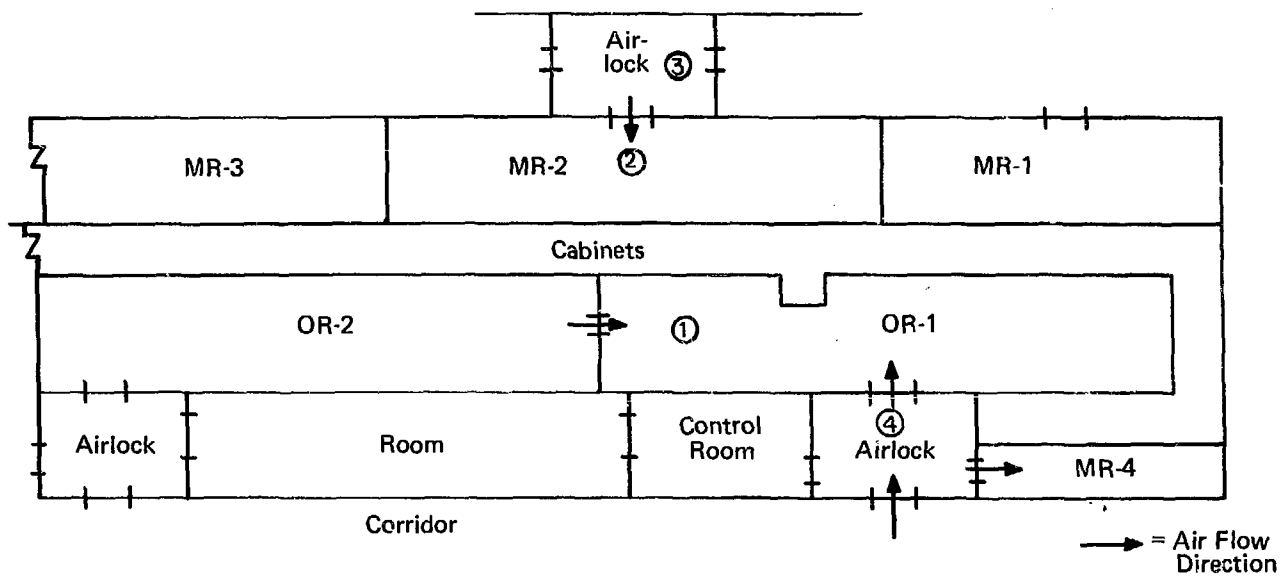 Air-
lock ③
MR-3
MR-2
②
MR-1
Cabinets
OR-2
①
OR-1
Airlock
Room
Control
Room
④
Airlock
MR-4
Corridor
= Air Flow
Direction